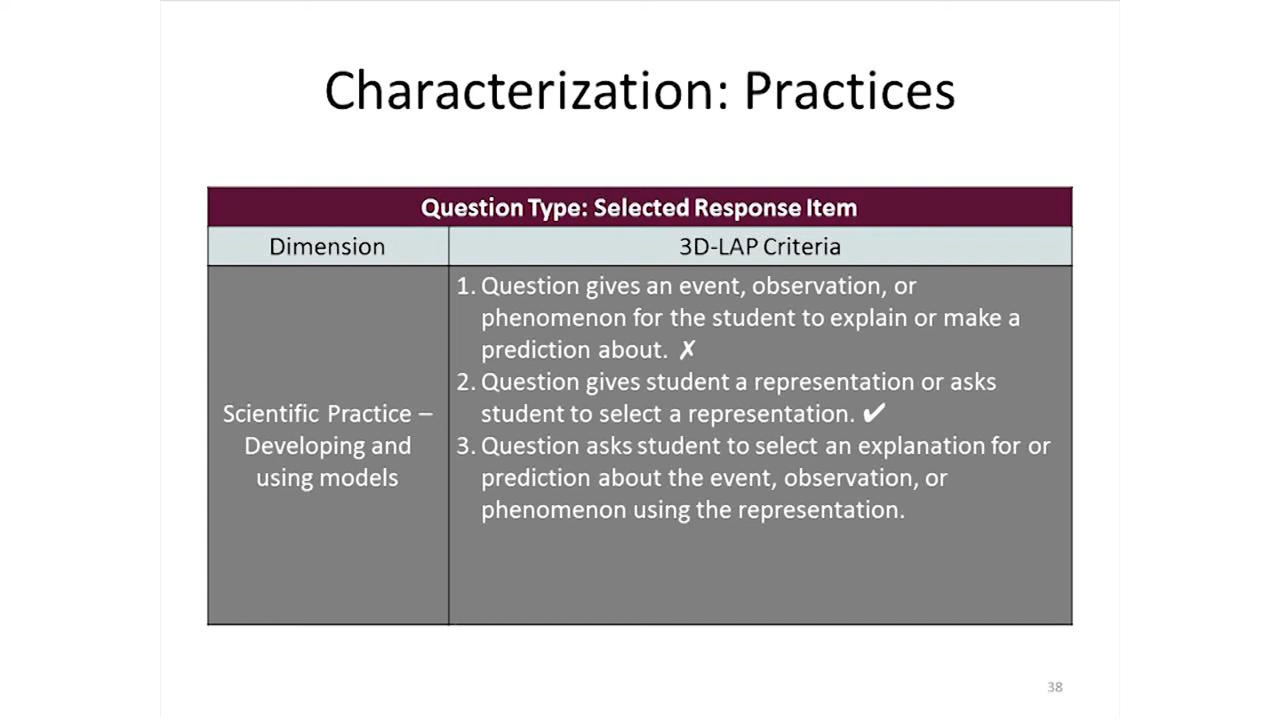 Characterization: Practices
Question Type: Selected Response Item
Dimension
3D-LAP Criteria
Scientific Practice –
Developing and
using models
1. Question gives an event, observation, or
phenomenon for the student to explain or make a
prediction about. ✗
2. Question gives student a representation or asks
student to select a representation. ✔
3. Question asks student to select an explanation for or
prediction about the event, observation, or
phenomenon using the representation.
38